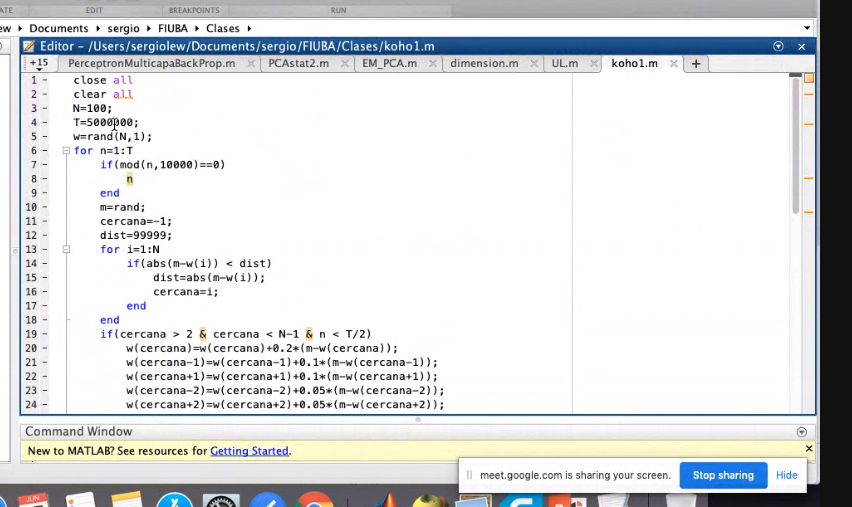 EDIT
BREAKPOINTS
RUN
Documents
sergio
FIUBA
Clases
Editor - /Users/sergiolew/Documents/sergio/FIUBA/Clases/koho1.m
+15 PerceptronMulticapaBackProp.m PCAstat2.m EM_PCA.m dimension.m UL.m koho1.m
1 - close all
2 - clear all
3 - N=100;
4 - T=5000000;
5 - w=rand(N,1);
6 - for n=1:T
7 - if(mod(n,10000)==0)
8 - n
9 - end
10 - m=rand;
11 - cercana=-1;
12 - dist=99999;
13 - for i=1:N
14 - if(abs(m-w(i)) < dist)
15 - dist=abs(m-w(i));
16 - cercana=i;
17 - end
18 - end
19 - if(cercana > 2 & cercana < N-1 & n < T/2)
20 - w(cercana)=w(cercana)+0.2*(m-w(cercana));
21 - w(cercana-1)=w(cercana-1)+0.1*(m-w(cercana-1));
22 - w(cercana+1)=w(cercana+1)+0.1*(m-w(cercana+1));
23 - w(cercana-2)=w(cercana-2)+0.05*(m-w(cercana-2));
24 - w(cercana+2)=w(cercana+2)+0.05*(m-w(cercana+2));
Command Window
New to MATLAB? See resources for Getting Started.
meet.google.com is sharing your screen. Stop sharing Hide
JUN